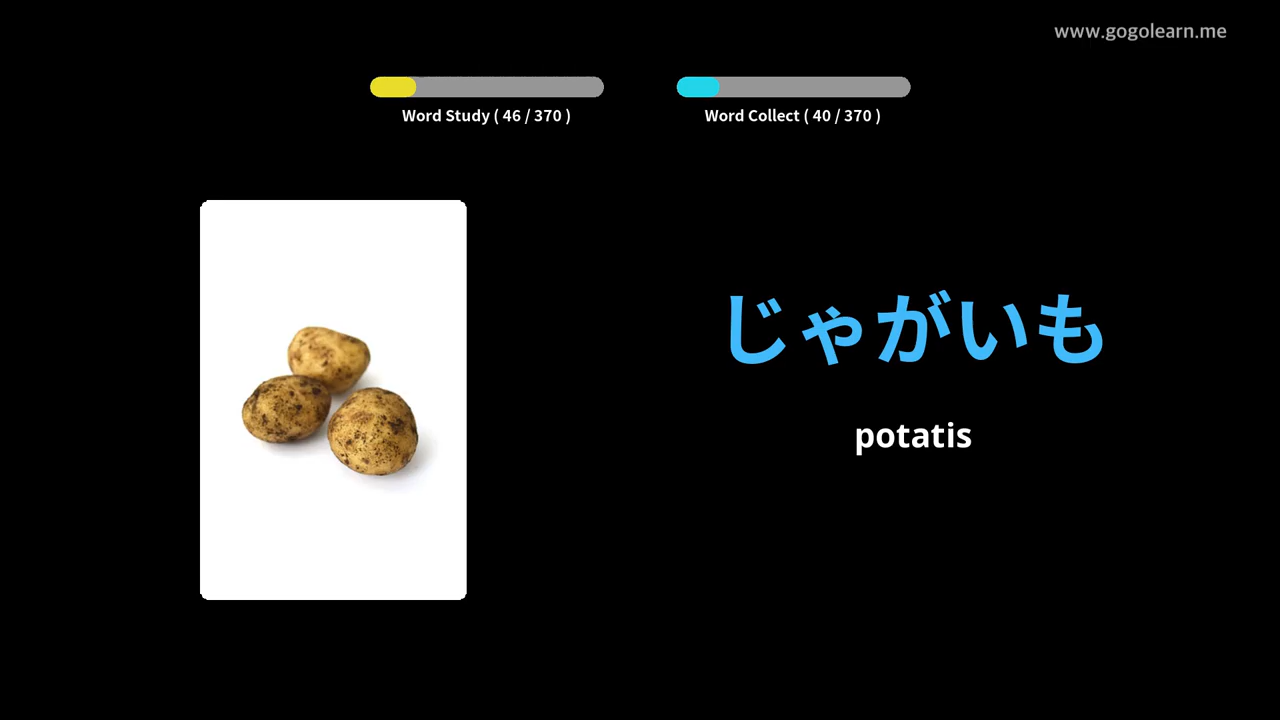 www.gogolearn.me
Word Study ( 46 / 370 )
Word Collect ( 40 / 370 )
じゃがいも
potatis